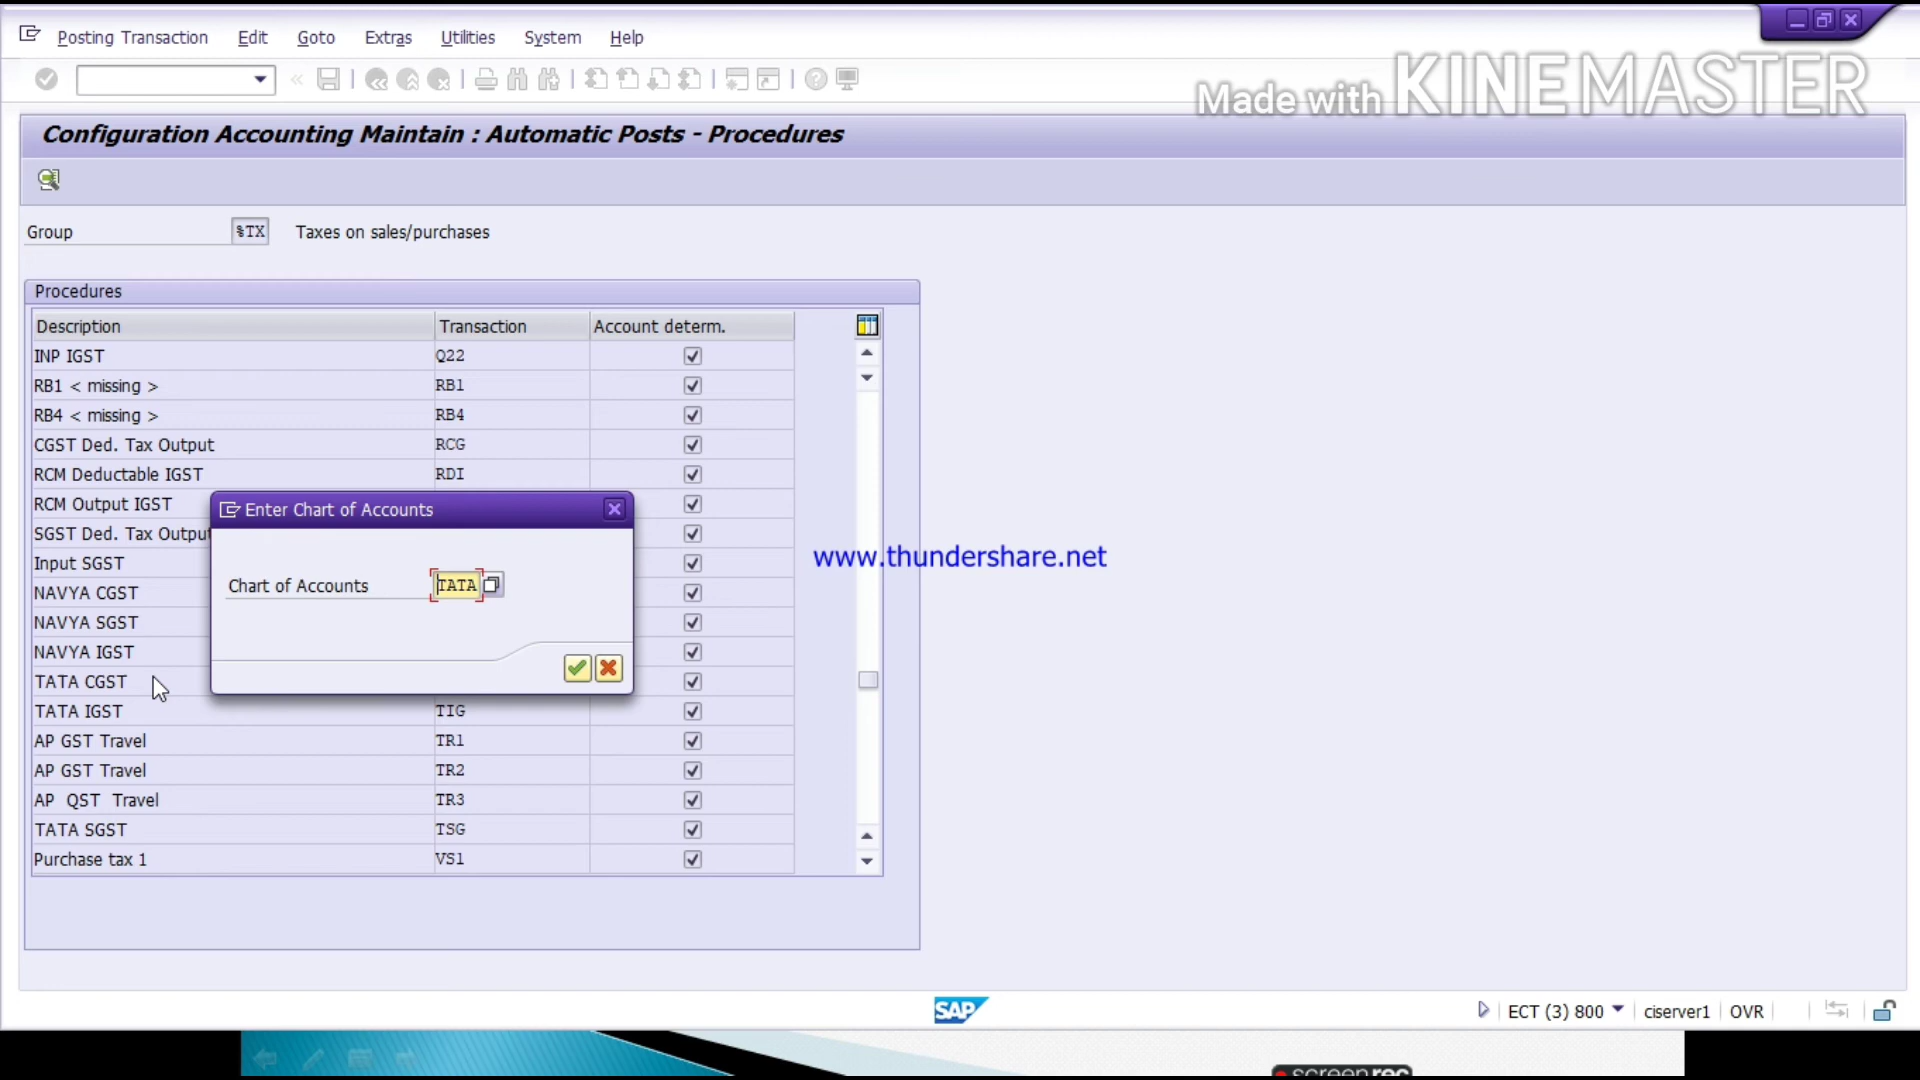 Posting Transaction Edit Goto Extras Utilities System Help
Made with KINEMASTER
Configuration Accounting Maintain : Automatic Posts - Procedures
Group %TX Taxes on sales/purchases
Procedures
Description Transaction Account determ.
INP IGST Q22
RB1 < missing > RB1
RB4 < missing > RB4
CGST Ded. Tax Output RCG
RCM Deductable IGST RDI
RCM Output IGST
SGST Ded. Tax Output
Input SGST
NAVYA CGST
NAVYA SGST
NAVYA IGST
TATA CGST
TATA IGST TIG
AP GST Travel TR1
AP GST Travel TR2
AP QST Travel TR3
TATA SGST TSG
Purchase tax 1 VS1
Enter Chart of Accounts
Chart of Accounts TATA
www.thundershare.net
SAP
ECT (3) 800 ciserver1 OVR
screenrec